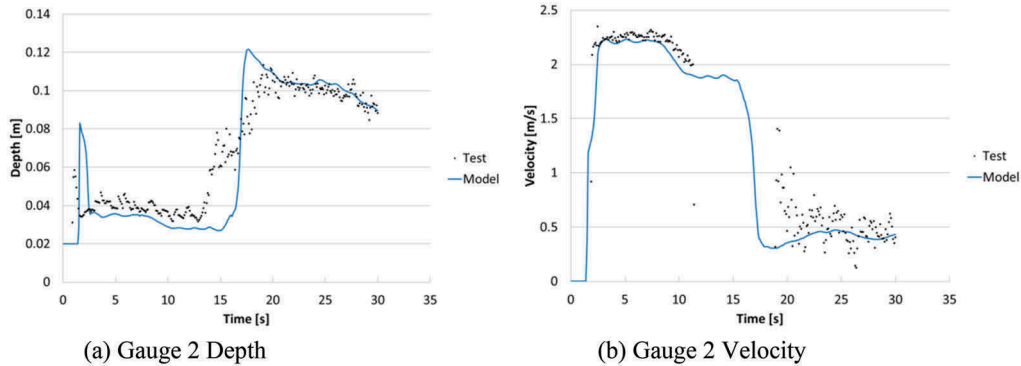 0.14
0.12
0.1
0.08
0.06
0.04
0.02
0
Depth [m]
0 5 10 15 20 25 30 35
Time [s]
Test
Model
(a) Gauge 2 Depth
2.5
2
1.5
1
0.5
0
Velocity [m/s]
0 5 10 15 20 25 30 35
Time [s]
Test
Model
(b) Gauge 2 Velocity